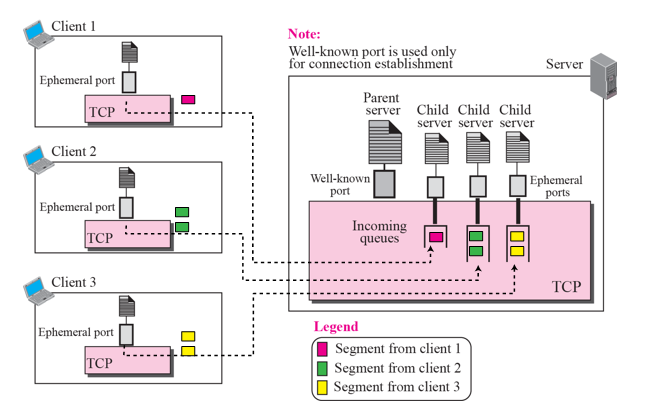 Client 1
Ephemeral port
TCP
Client 2
Ephemeral port
TCP
Client 3
Ephemeral port
TCP
Note:
Well-known port is used only
for connection establishment
Server
Parent
server
Child
server
Child
server
Child
server
Well-known
port
Ephemeral
ports
Incoming
queues
TCP
Legend
Segment from client 1
Segment from client 2
Segment from client 3